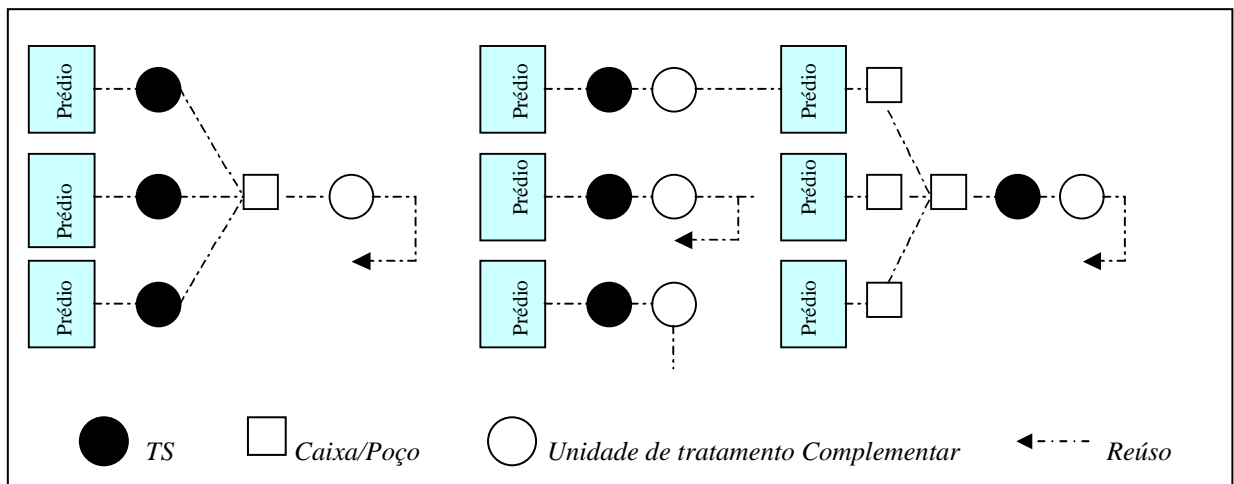 Prédio
Prédio
Prédio
Prédio
Prédio
Prédio
Prédio
Prédio
Prédio
TS
Caixa/Poço
Unidade de tratamento Complementar
Reúso